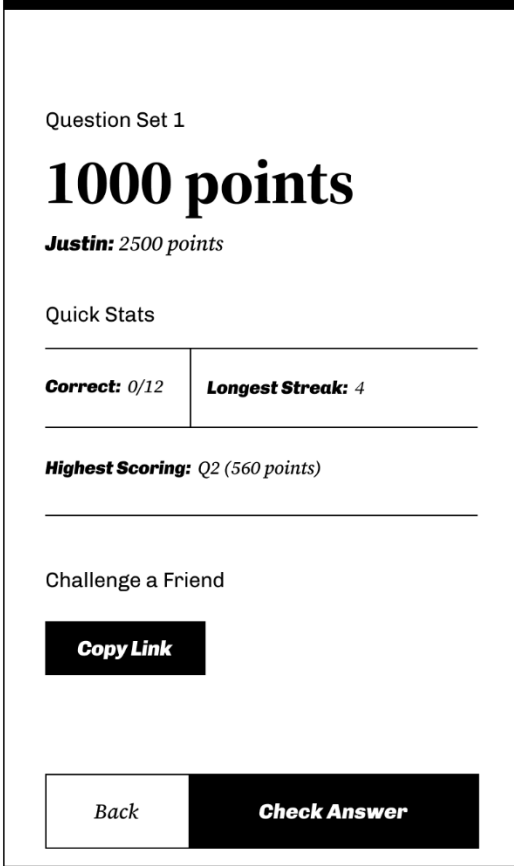 Question Set 1
1000 points
Justin: 2500 points
Quick Stats
Correct: 0/12
Longest Streak: 4
Highest Scoring: Q2 (560 points)
Challenge a Friend
Copy Link
Back
Check Answer